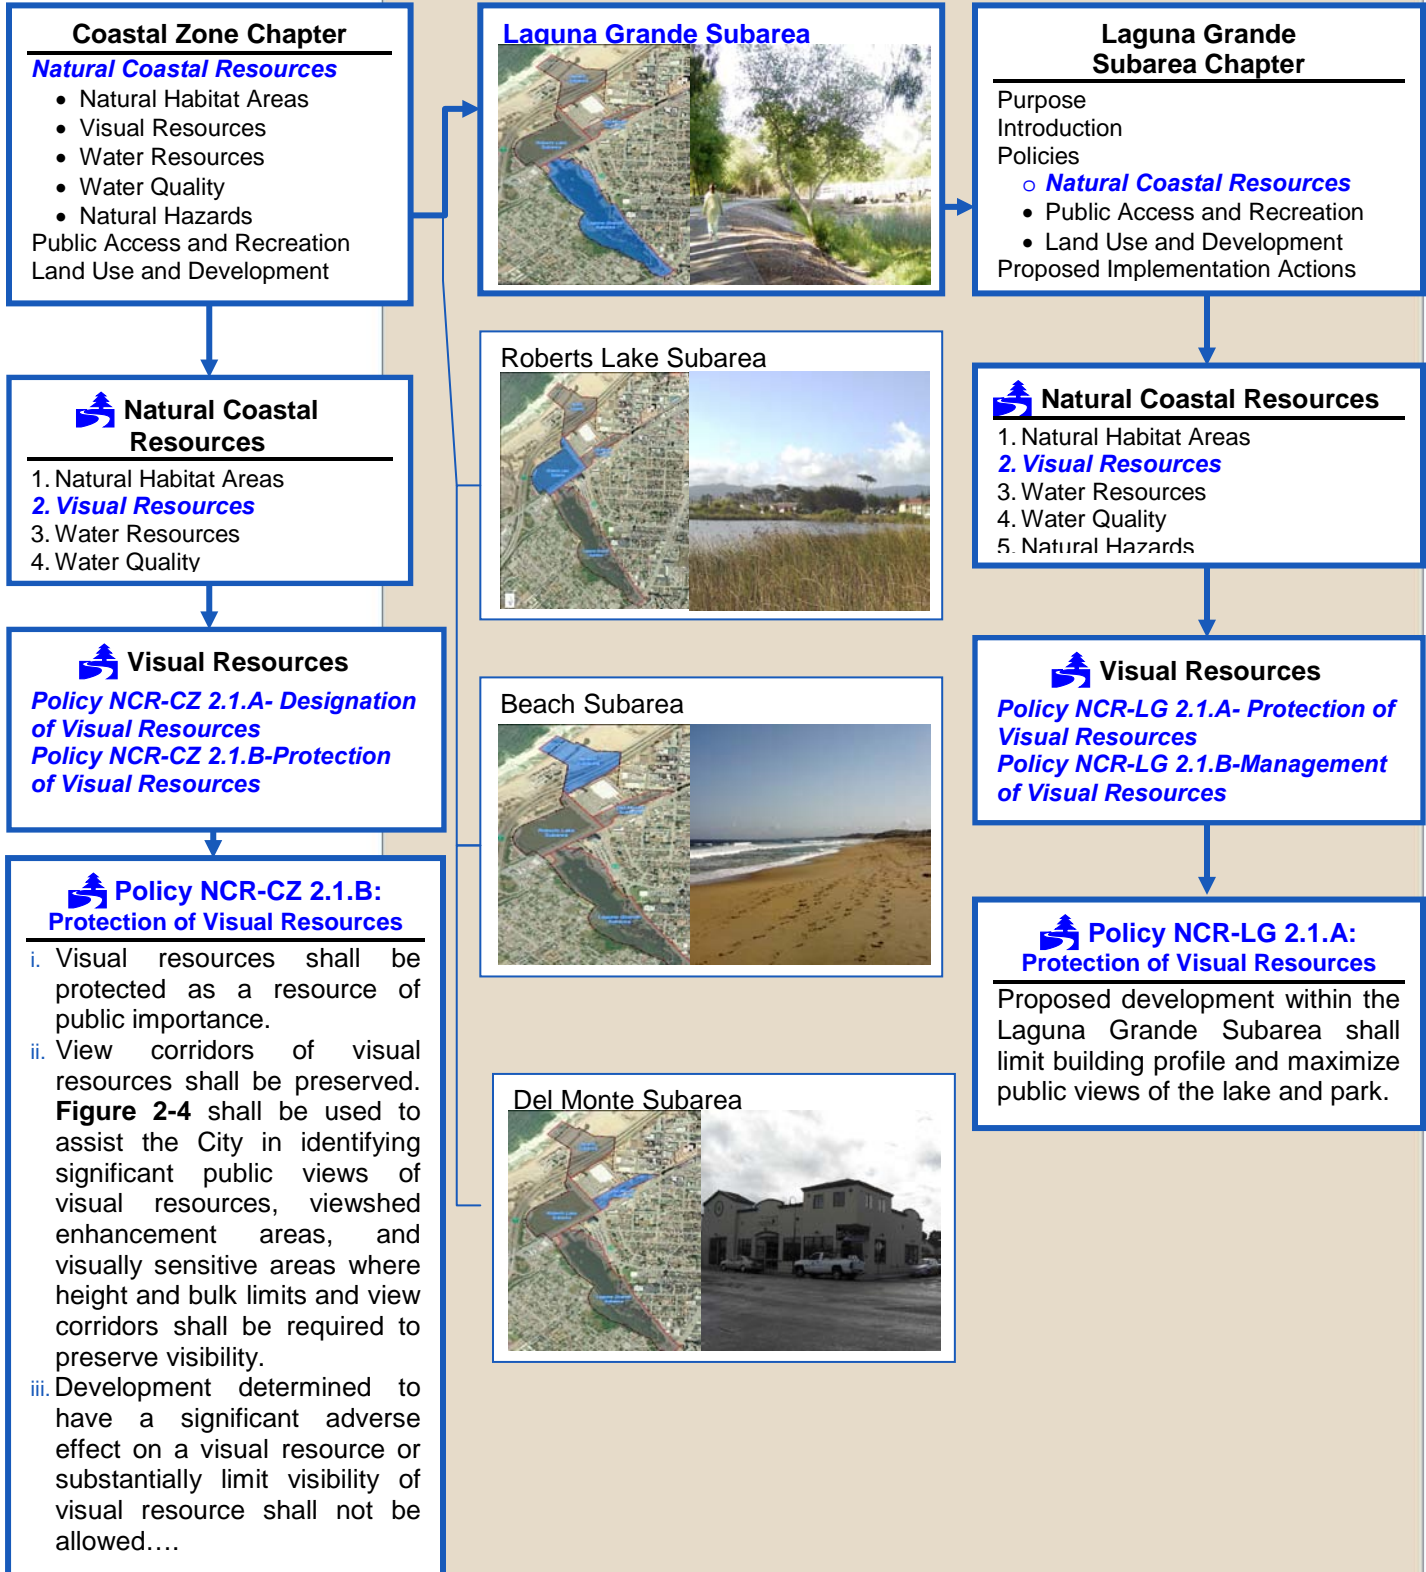 Coastal Zone Chapter
Natural Coastal Resources
• Natural Habitat Areas
• Visual Resources
• Water Resources
• Water Quality
• Natural Hazards
Public Access and Recreation
Land Use and Development
Natural Coastal
Resources
1. Natural Habitat Areas
2. Visual Resources
3. Water Resources
4. Water Quality
Visual Resources
Policy NCR-CZ 2.1.A- Designation
of Visual Resources
Policy NCR-CZ 2.1.B-Protection
of Visual Resources
Policy NCR-CZ 2.1.B:
Protection of Visual Resources
i. Visual resources shall be
protected as a resource of
public importance.
ii. View corridors of visual
resources shall be preserved.
Figure 2-4 shall be used to
assist the City in identifying
significant public views of
visual resources, viewshed
enhancement areas, and
visually sensitive areas where
height and bulk limits and view
corridors shall be required to
preserve visibility.
iii. Development determined to
have a significant adverse
effect on a visual resource or
substantially limit visibility of
visual resource shall not be
allowed….
Laguna Grande Subarea
Roberts Lake Subarea
Beach Subarea
Del Monte Subarea
Laguna Grande
Subarea Chapter
Purpose
Introduction
Policies
o Natural Coastal Resources
• Public Access and Recreation
• Land Use and Development
Proposed Implementation Actions
Natural Coastal Resources
1. Natural Habitat Areas
2. Visual Resources
3. Water Resources
4. Water Quality
5. Natural Hazards
Visual Resources
Policy NCR-LG 2.1.A- Protection of
Visual Resources
Policy NCR-LG 2.1.B-Management
of Visual Resources
Policy NCR-LG 2.1.A:
Protection of Visual Resources
Proposed development within the
Laguna Grande Subarea shall
limit building profile and maximize
public views of the lake and park.